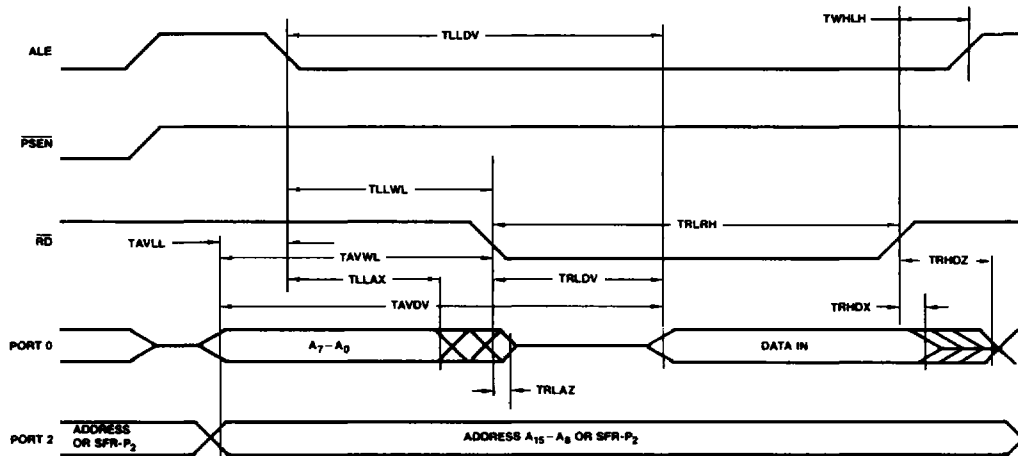 TWHLH
TLLDV
ALE
PSEN
TLLWL
RD
TAVLL
TRLRH
TAVWL
TRHDZ
TLLAX
TRLDV
TAVDV
TRHDX
PORT 0
A7–A0
DATA IN
TRLAZ
PORT 2
ADDRESS
OR SFR-P2
ADDRESS A15–A8 OR SFR-P2